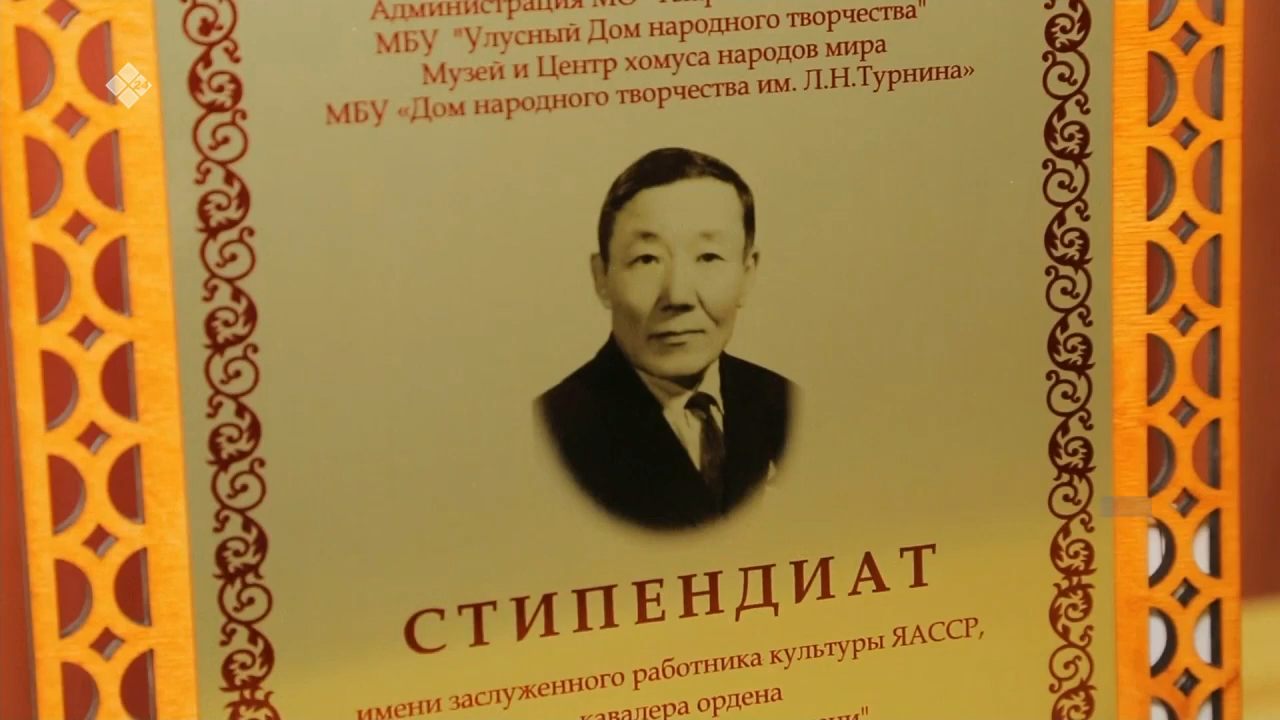 Администрация МО
МБУ "Улусный Дом народного творчества"
Музей и Центр хомуса народов мира
МБУ «Дом народного творчества им. Л.Н.Турнина»
СТИПЕНДИАТ
имени заслуженного работника культуры ЯАССР,
кавалера ордена